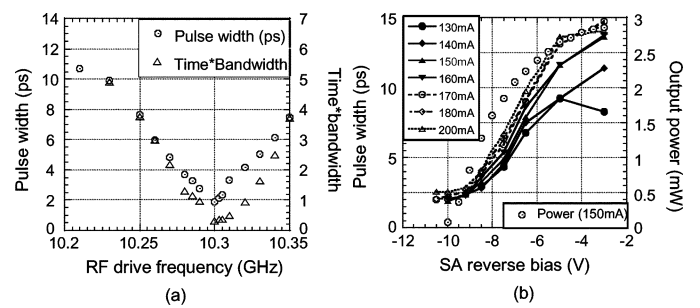 14
12
10
8
6
4
2
0
Pulse width (ps)
Pulse width (ps)
Time*Bandwidth
7
6
5
4
3
2
1
0
Time*bandwidth
10.2
10.25
10.3
10.35
RF drive frequency (GHz)
(a)
15
10
5
0
Pulse width (ps)
130mA
140mA
150mA
160mA
170mA
180mA
200mA
Power (150mA)
3
2.5
2
1.5
1
0.5
0
Output power (mW)
-12
-10
-8
-6
-4
-2
SA reverse bias (V)
(b)